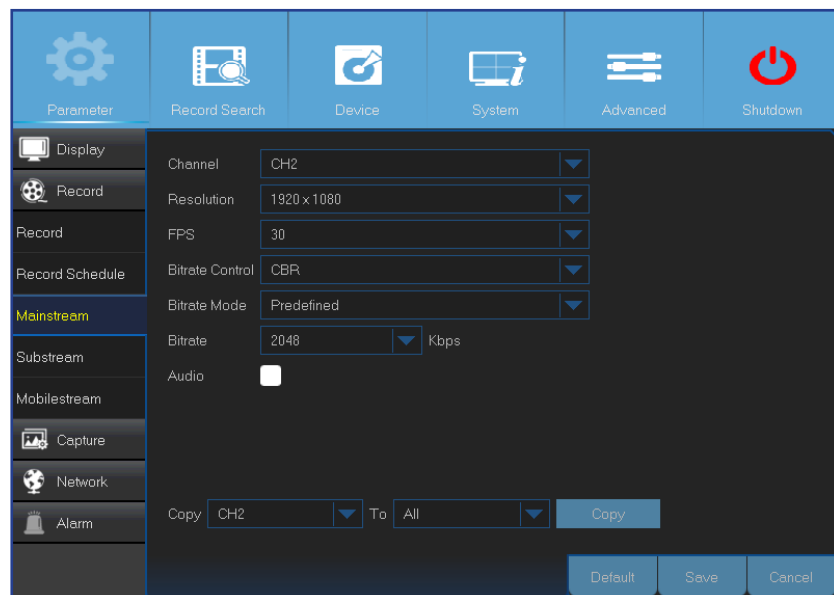 Parameter Record Search Device System Advanced Shutdown
Display
Record
Record
Record Schedule
Mainstream
Substream
Mobilestream
Capture
Network
Alarm
Channel CH2
Resolution 1920 x 1080
FPS 30
Bitrate Control CBR
Bitrate Mode Predefined
Bitrate 2048 Kbps
Audio
Copy CH2 To All Copy
Default Save Cancel